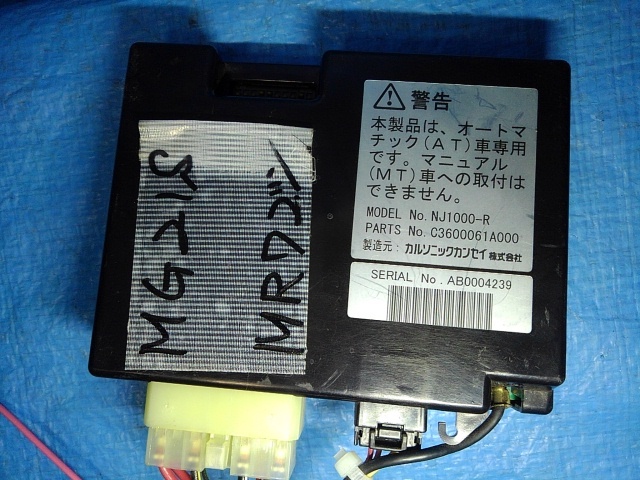 警告
本製品は、オートマ
チック(AT)車専用
です。マニュアル
(MT)車への取付は
できません。
MODEL No. NJ1000-R
PARTS No. C3600061A000
製造元:カルソニックカンセイ株式会社
SERIAL No. AB0004239
MG21S
MRワゴン